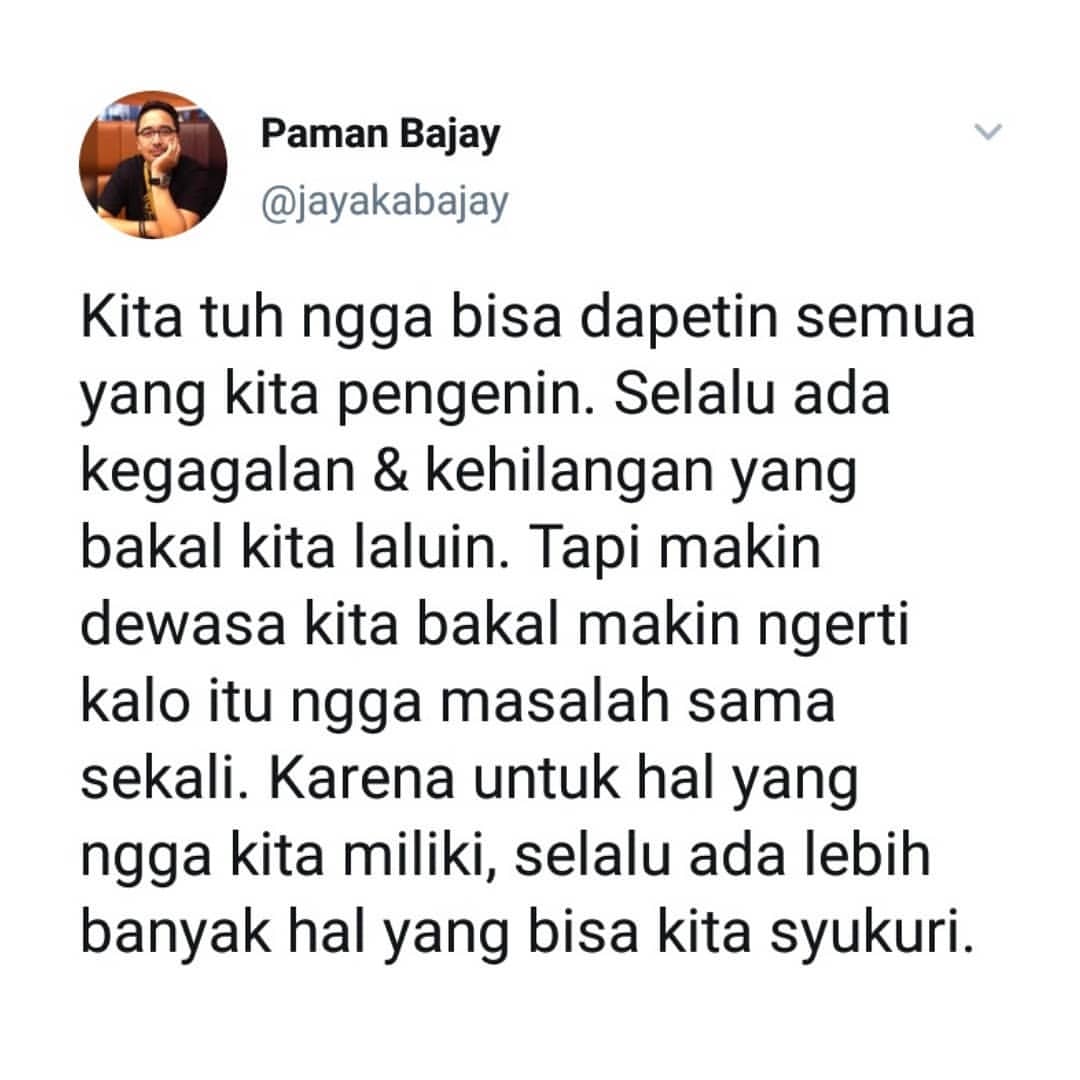 Paman Bajay
@jayakabajay
Kita tuh ngga bisa dapetin semua
yang kita pengenin. Selalu ada
kegagalan & kehilangan yang
bakal kita laluin. Tapi makin
dewasa kita bakal makin ngerti
kalo itu ngga masalah sama
sekali. Karena untuk hal yang
ngga kita miliki, selalu ada lebih
banyak hal yang bisa kita syukuri.